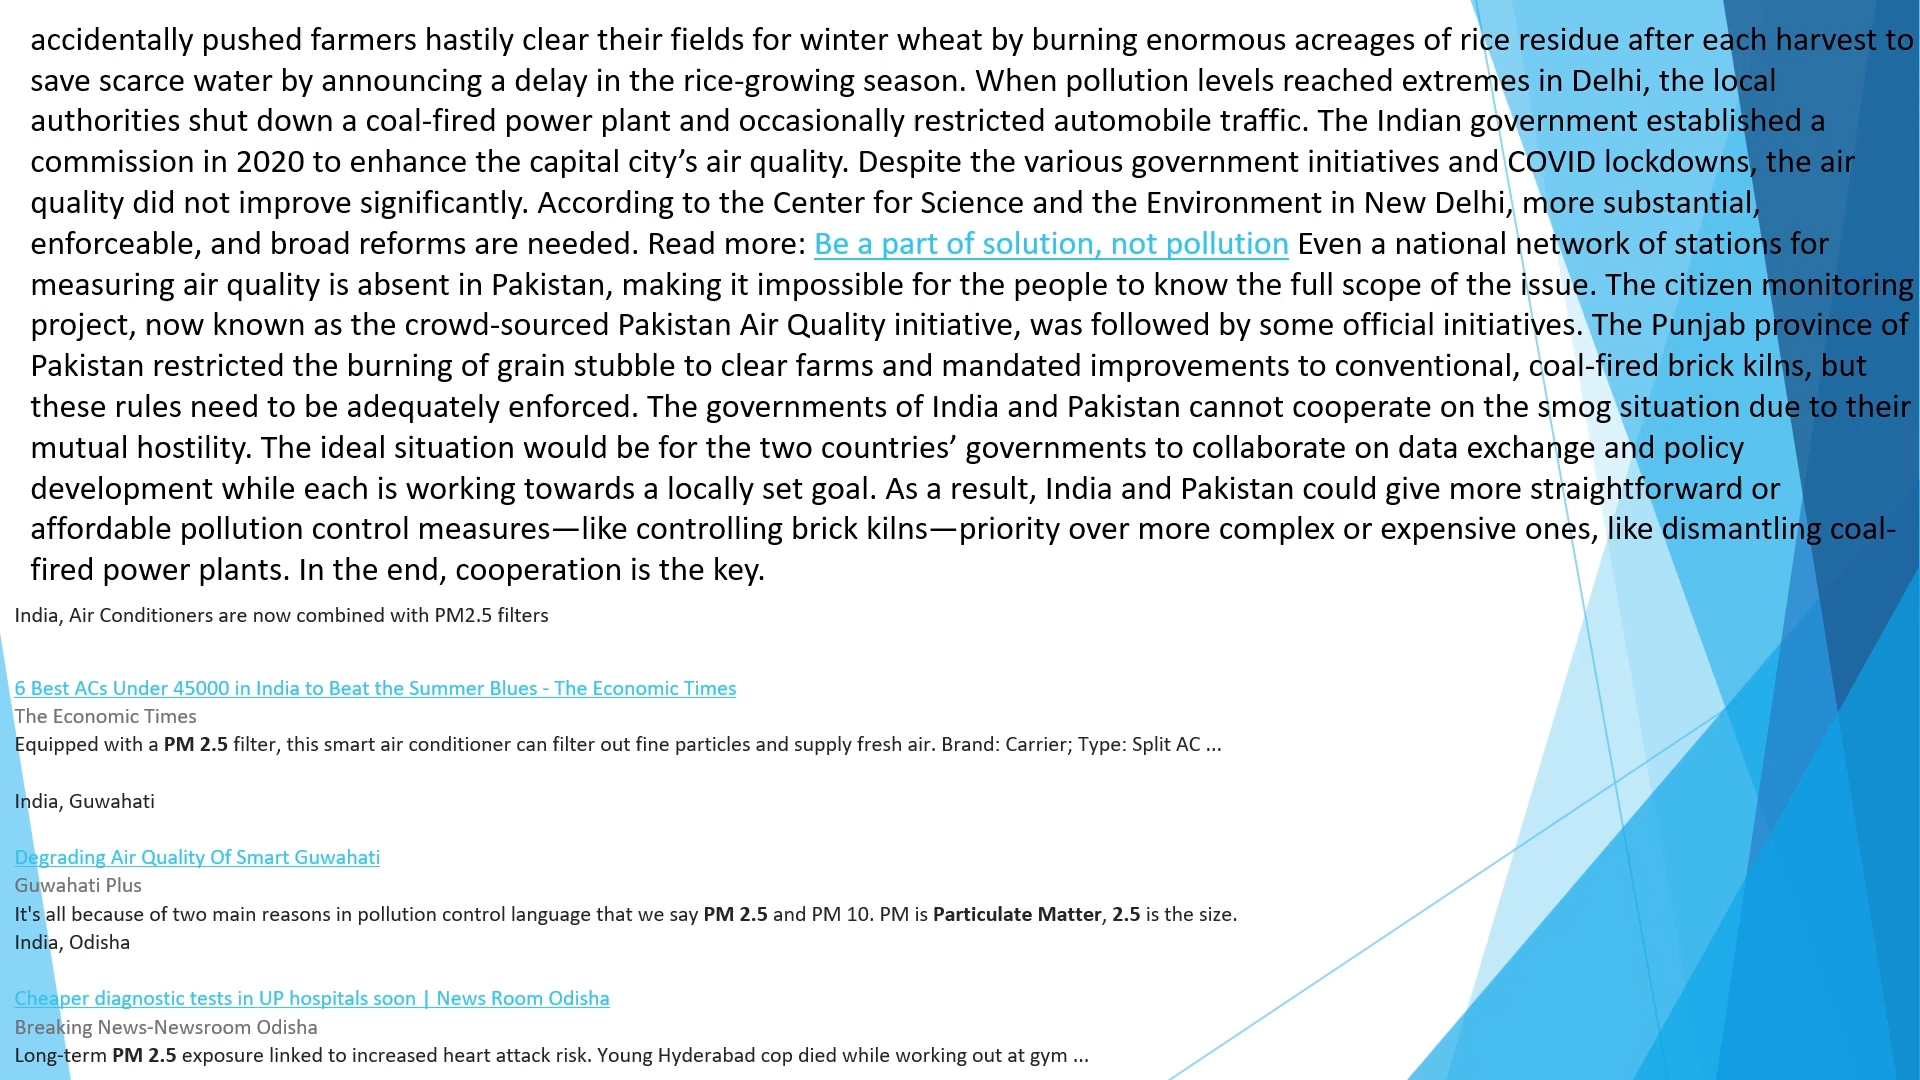 accidentally pushed farmers hastily clear their fields for winter wheat by burning enormous acreages of rice residue after each harvest to
save scarce water by announcing a delay in the rice-growing season. When pollution levels reached extremes in Delhi, the local
authorities shut down a coal-fired power plant and occasionally restricted automobile traffic. The Indian government established a
commission in 2020 to enhance the capital city’s air quality. Despite the various government initiatives and COVID lockdowns, the air
quality did not improve significantly. According to the Center for Science and the Environment in New Delhi, more substantial,
enforceable, and broad reforms are needed. Read more: Be a part of solution, not pollution Even a national network of stations for
measuring air quality is absent in Pakistan, making it impossible for the people to know the full scope of the issue. The citizen monitoring
project, now known as the crowd-sourced Pakistan Air Quality initiative, was followed by some official initiatives. The Punjab province of
Pakistan restricted the burning of grain stubble to clear farms and mandated improvements to conventional, coal-fired brick kilns, but
these rules need to be adequately enforced. The governments of India and Pakistan cannot cooperate on the smog situation due to their
mutual hostility. The ideal situation would be for the two countries’ governments to collaborate on data exchange and policy
development while each is working towards a locally set goal. As a result, India and Pakistan could give more straightforward or
affordable pollution control measures—like controlling brick kilns—priority over more complex or expensive ones, like dismantling coal-
fired power plants. In the end, cooperation is the key.
India, Air Conditioners are now combined with PM2.5 filters
6 Best ACs Under 45000 in India to Beat the Summer Blues - The Economic Times
The Economic Times
Equipped with a PM 2.5 filter, this smart air conditioner can filter out fine particles and supply fresh air. Brand: Carrier; Type: Split AC ...
India, Guwahati
Degrading Air Quality Of Smart Guwahati
Guwahati Plus
It's all because of two main reasons in pollution control language that we say PM 2.5 and PM 10. PM is Particulate Matter, 2.5 is the size.
India, Odisha
Cheaper diagnostic tests in UP hospitals soon | News Room Odisha
Breaking News-Newsroom Odisha
Long-term PM 2.5 exposure linked to increased heart attack risk. Young Hyderabad cop died while working out at gym ...